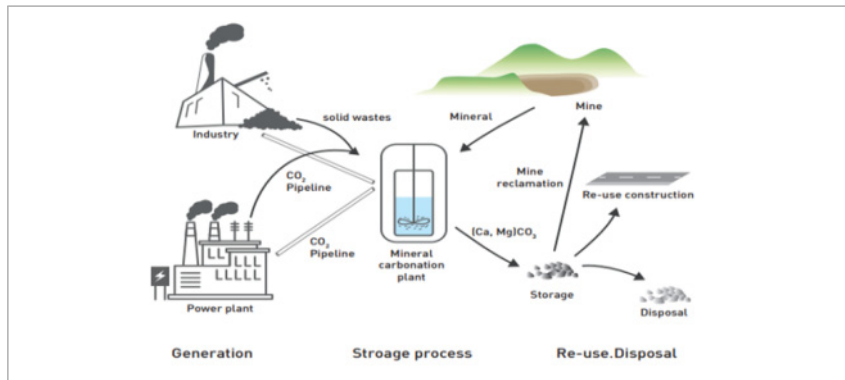 Industry
solid wastes
CO₂
Pipeline
CO₂
Pipeline
Power plant
Mineral
Mine
Mineral
carbonation
plant
Mine
reclamation
Re-use construction
(Ca, Mg)CO₃
Storage
Disposal
Generation
Stroage process
Re-use.Disposal